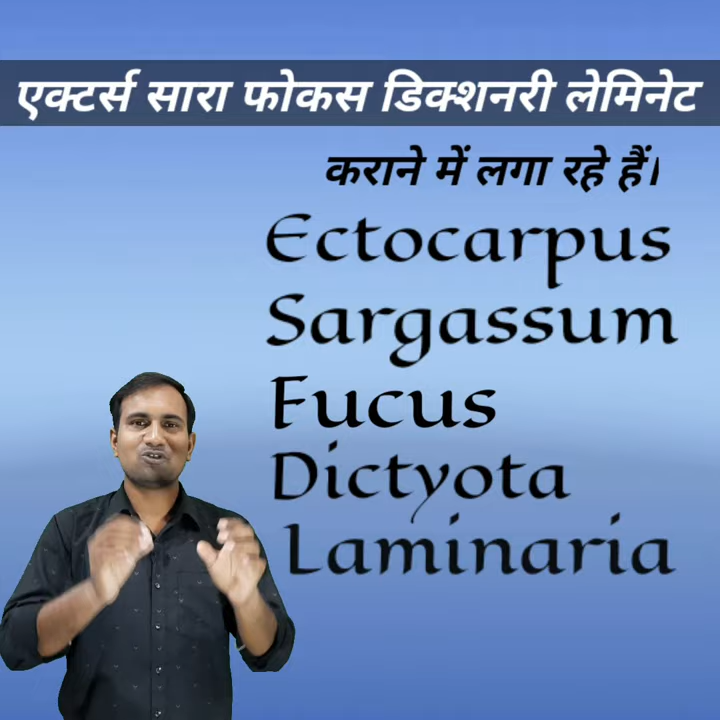 एक्टर्स सारा फोकस डिक्शनरी लेमिनेट
कराने में लगा रहे हैं।
Ectocarpus
Sargassum
Fucus
Dictyota
Laminaria